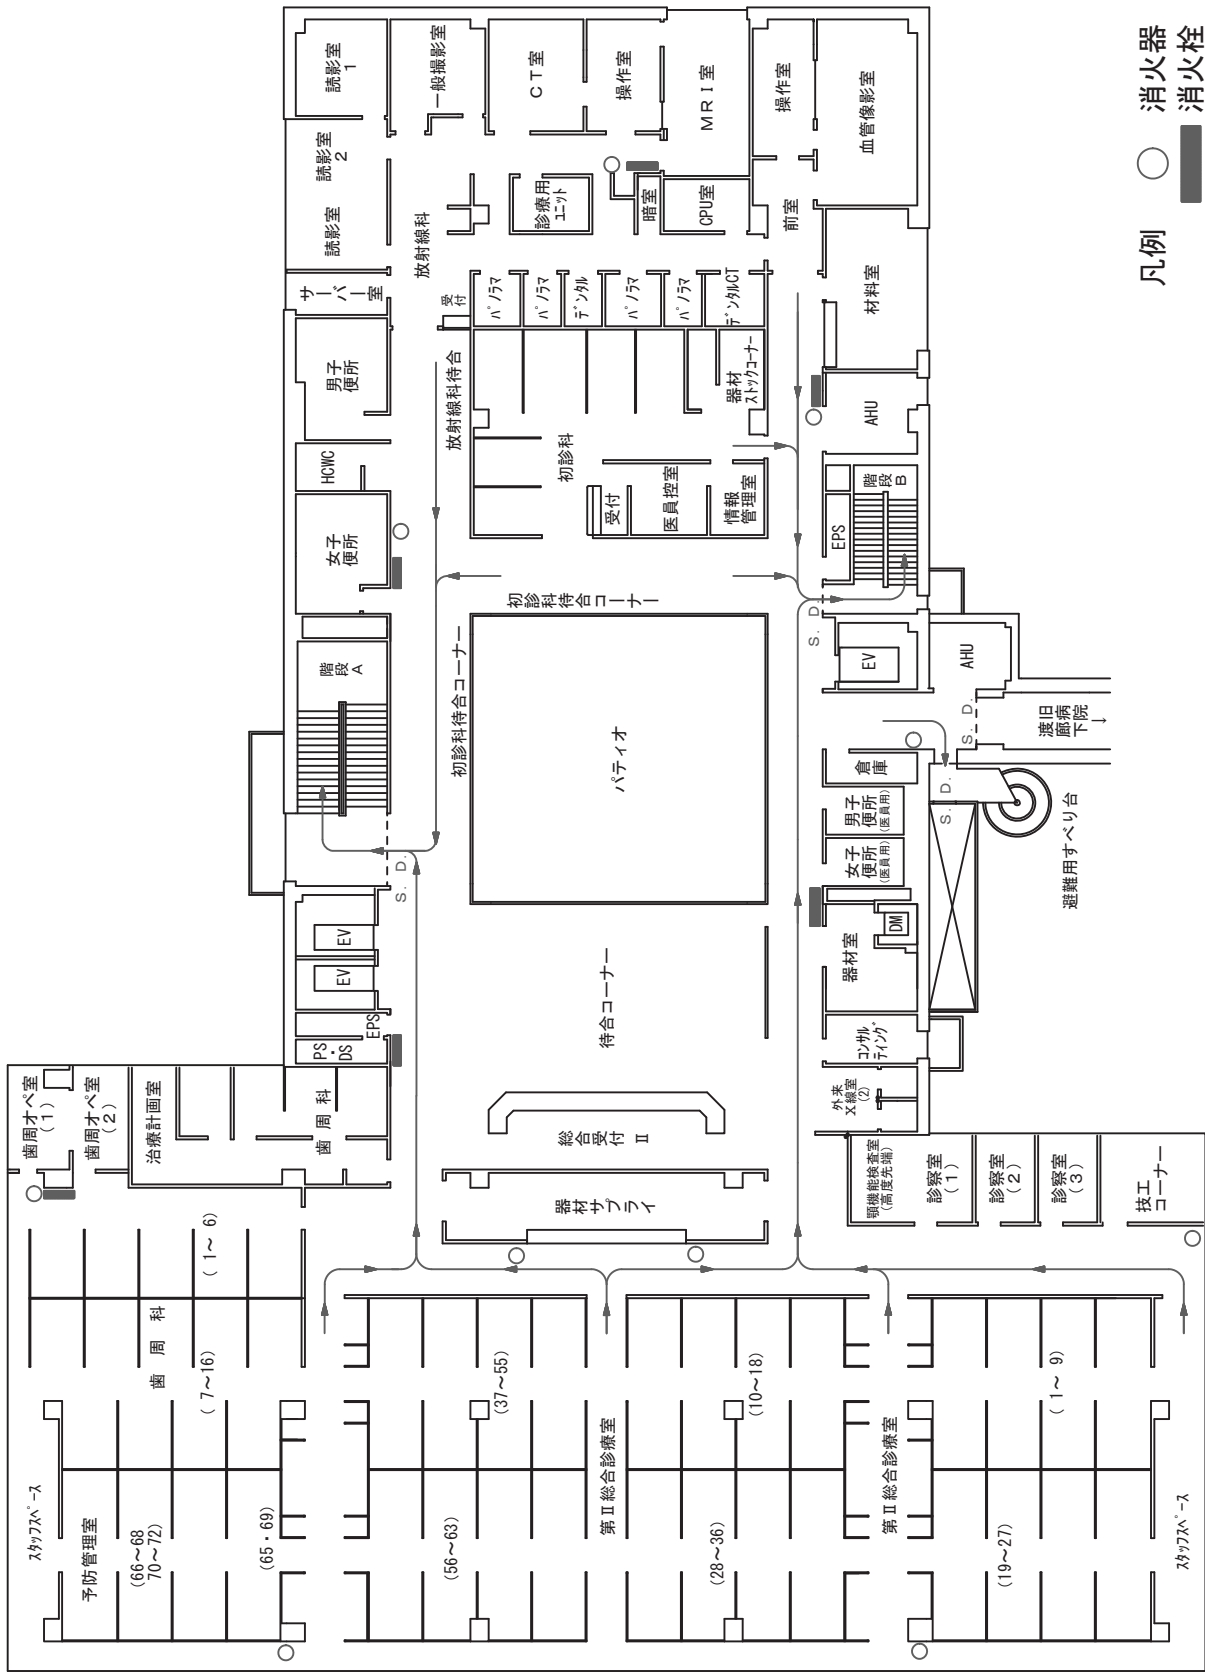 凡例
消火器
消火栓
歯周オペ室
(1)
歯周オペ室
(2)
治療計画室
歯 周 科
PS・DS
EPS
EV
EV
S. D.
階段
A
女子
便所
HCWC
男子
便所
サーバー室
読影室
読影室
2
読影室
1
放射線科
一般撮影室
CT室
操作室
MRI室
操作室
血管像影室
診療用
ユニット
暗室
CPU室
前室
材料室
受付
パノラマ
パノラマ
デンタル
パノラマ
パノラマ
デンタルCT
放射線科待合
初診科
器材
ストックコーナー
受付
医員控室
情報
管理室
AHU
階段
B
EPS
初診科待合コーナー
初診科待合コーナー
パティオ
S. D.
EV
AHU
S. D.
渡旧
廊病
下院
↓
倉庫
男子
便所
(医員用)
女子
便所
(医員用)
S. D.
避難用すべり台
DM
器材室
待合コーナー
コンサル
ティング
外来
X線室
(2)
総合
受付 Ⅱ
器材
サプライ
顎機能検査室
(高度先端)
診察室
(1)
診察室
(2)
診察室
(3)
技工
コーナー
(1～6)
歯 周 科
(7～16)
(37～55)
(10～18)
(1～ 9)
第Ⅱ総合診療室
第Ⅱ総合診療室
スタッフスペース
予防管理室
(66～68
70～72)
(65・69)
(56～63)
(28～36)
(19～27)
スタッフスペース